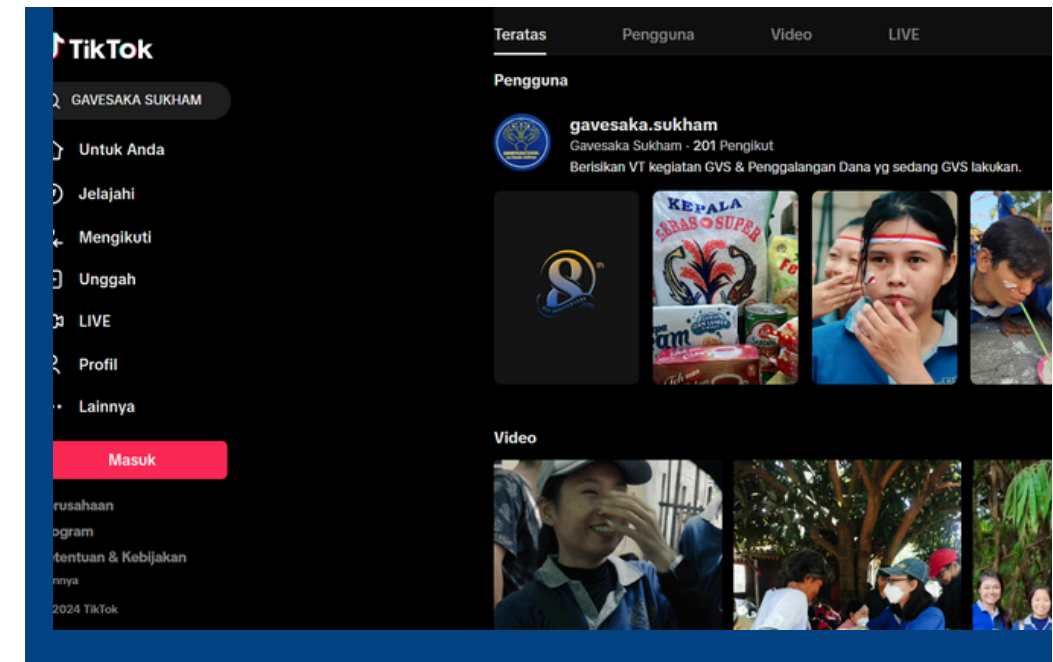 TikTok
GAVESAKA SUKHAM
Untuk Anda
Jelajahi
Mengikuti
Unggah
LIVE
Profil
Lainnya
Masuk
rusahaan
ogram
tentuan & Kebijakan
nnya
2024 TikTok
Teratas Pengguna Video LIVE
Pengguna
gavesaka.sukham
Gavesaka Sukham · 201 Pengikut
Berisikan VT kegiatan GVS & Penggalangan Dana yg sedang GVS lakukan.
8
KEPALA
BERAS SUPER
Video